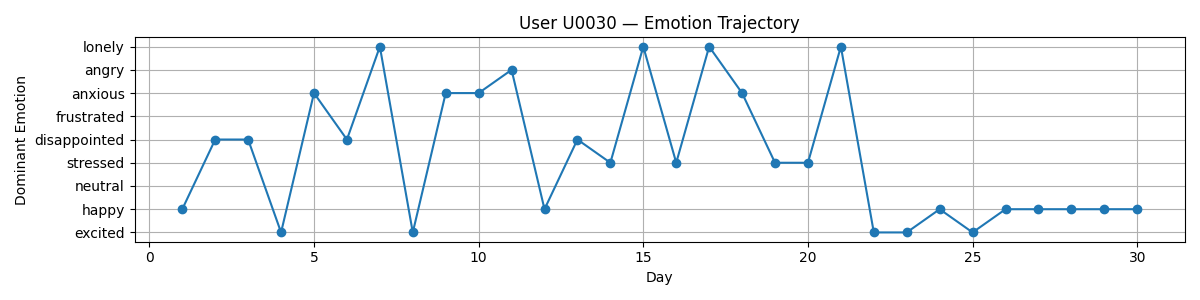 User U0030 — Emotion Trajectory
Dominant Emotion
lonely
angry
anxious
frustrated
disappointed
stressed
neutral
happy
excited
0 5 10 15 20 25 30
Day